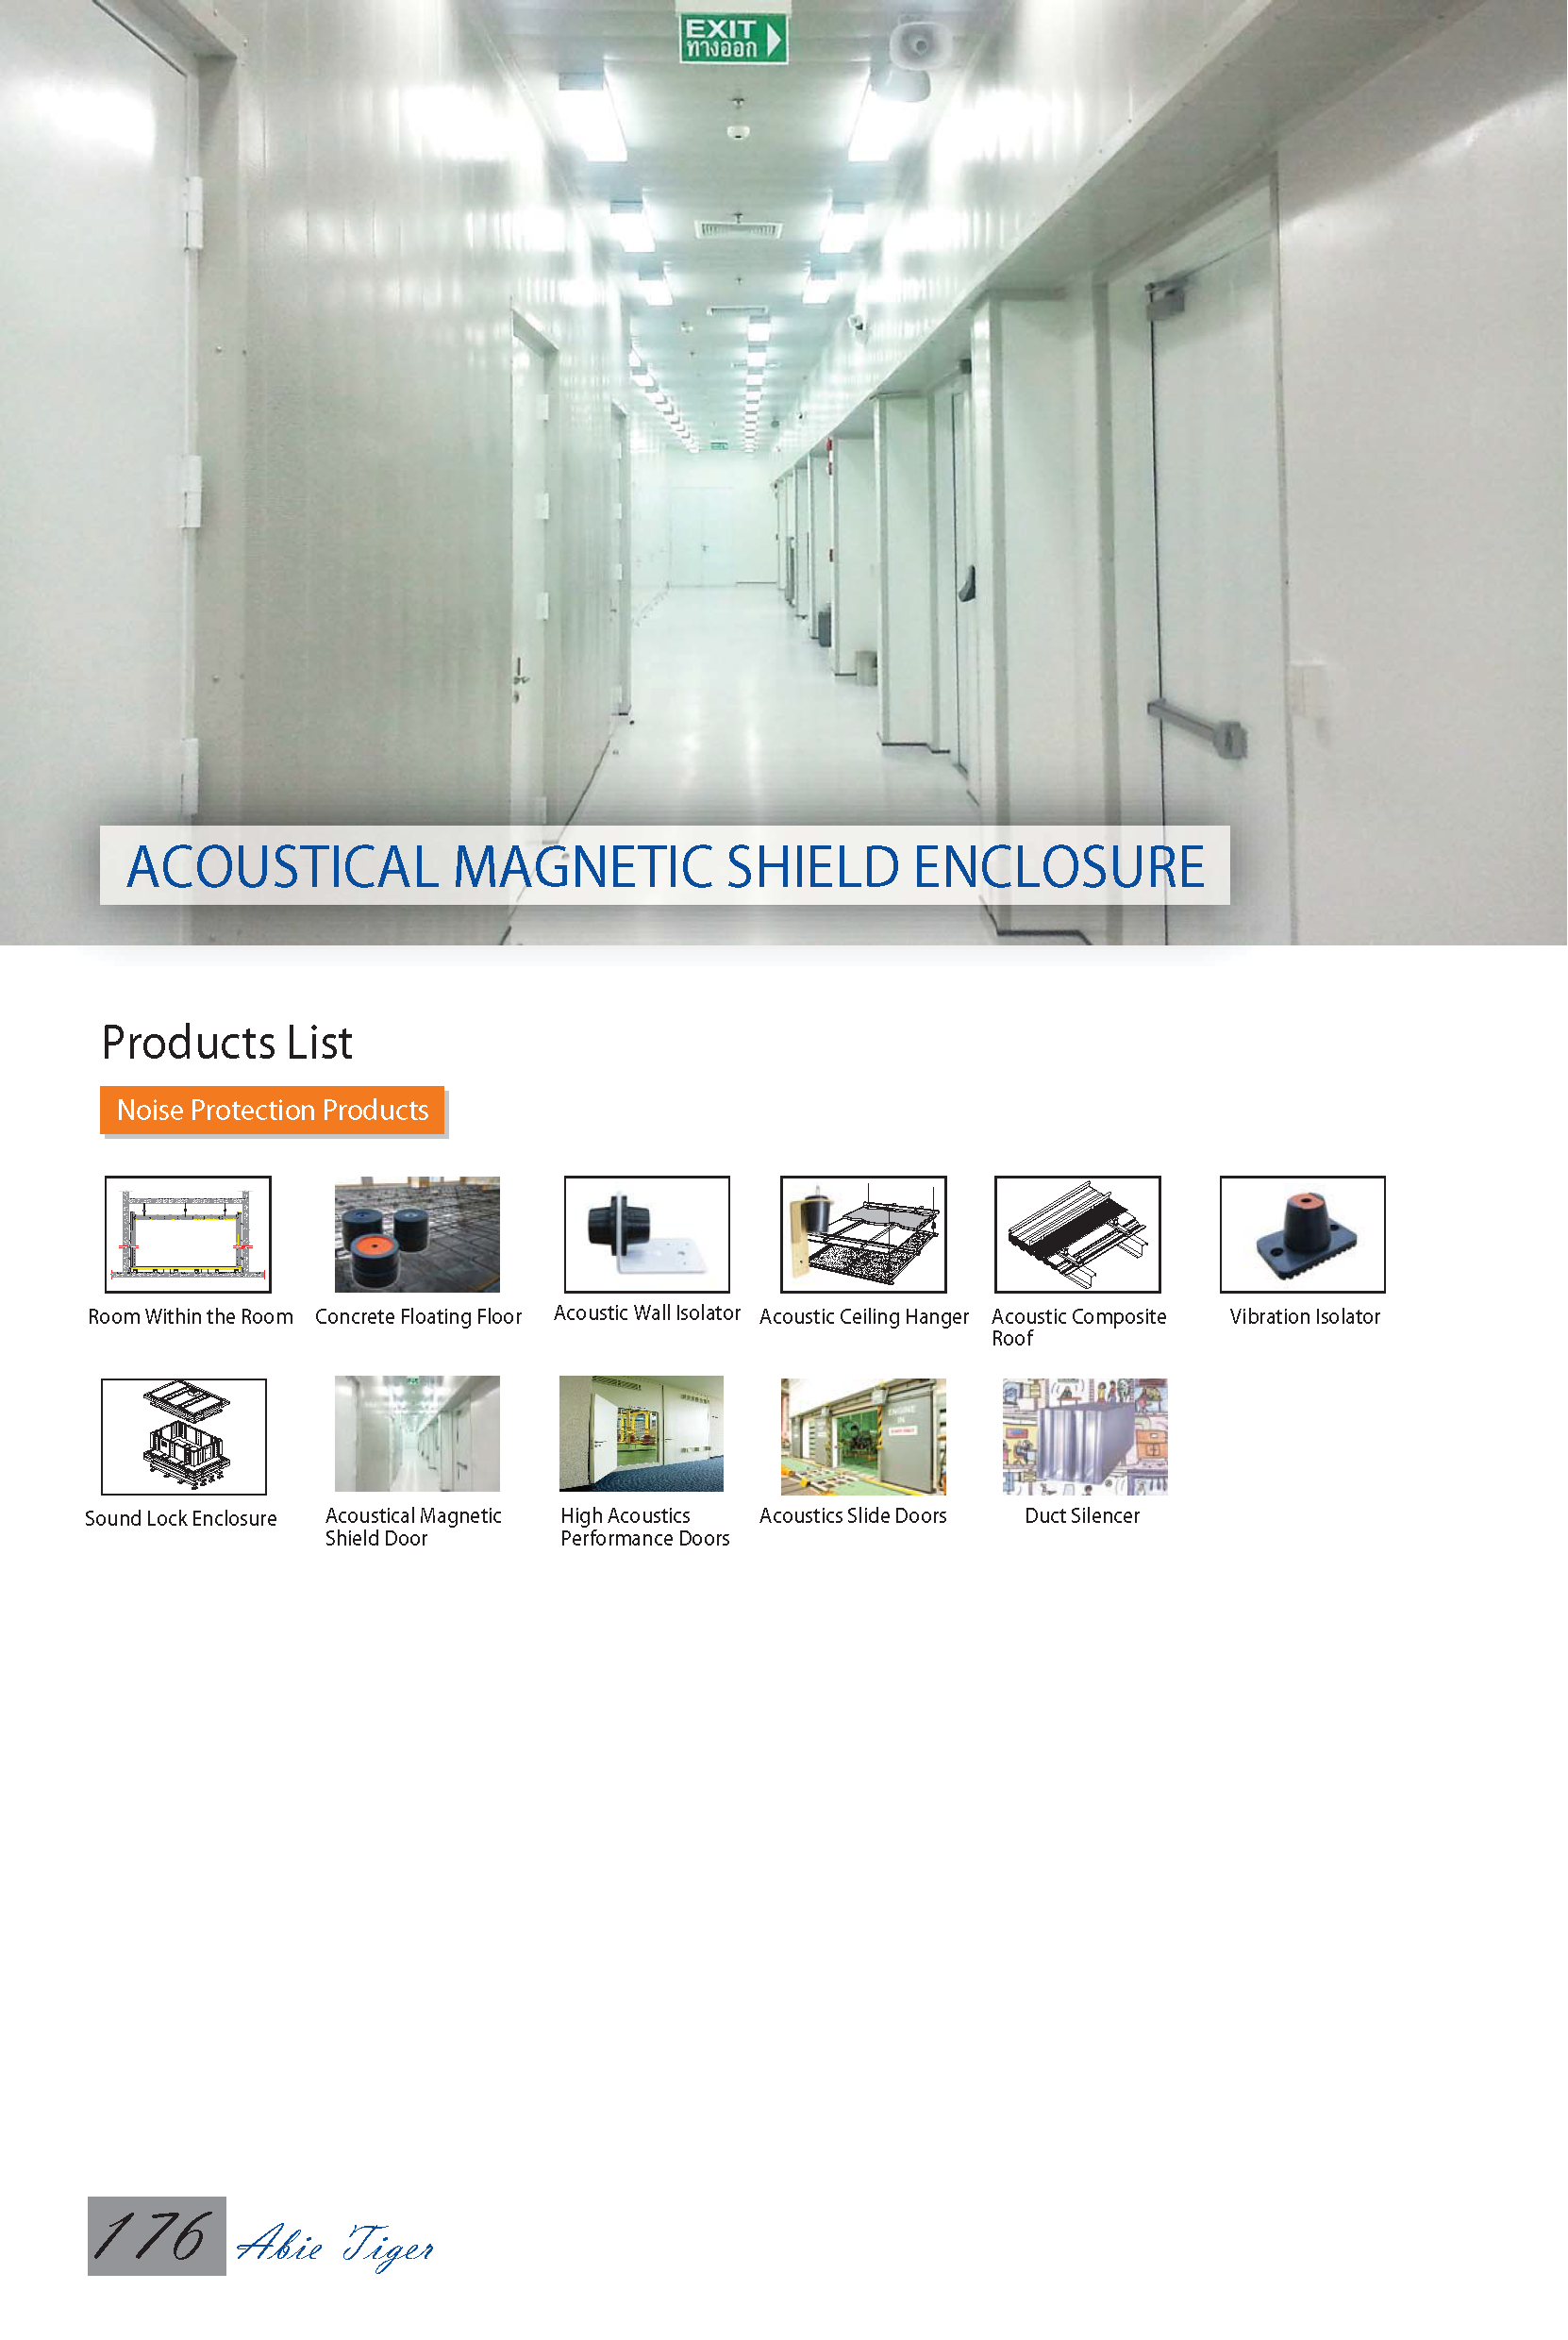 EXIT
ทางออก
ACOUSTICAL MAGNETIC SHIELD ENCLOSURE
Products List
Noise Protection Products
Room Within the Room
Concrete Floating Floor
Acoustic Wall Isolator
Acoustic Ceiling Hanger
Acoustic Composite
Roof
Vibration Isolator
ENGINE
IN
Sound Lock Enclosure
Acoustical Magnetic
Shield Door
High Acoustics
Performance Doors
Acoustics Slide Doors
Duct Silencer
176
Abie Tiger